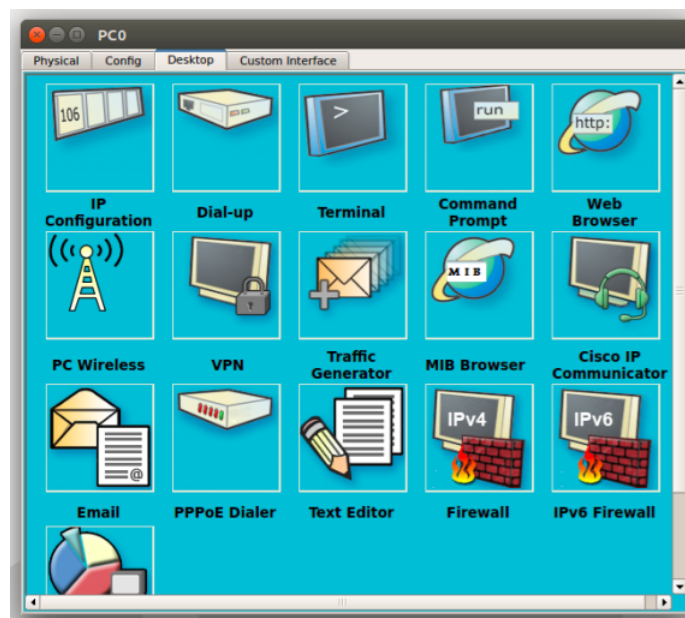 PC0
Physical Config Desktop Custom Interface
106
>
run
http:
IP
Configuration
Dial-up
Terminal
Command
Prompt
Web
Browser
MIB
PC Wireless
VPN
Traffic
Generator
MIB Browser
Cisco IP
Communicator
@
IPv4
IPv6
Email
PPPoE Dialer
Text Editor
Firewall
IPv6 Firewall